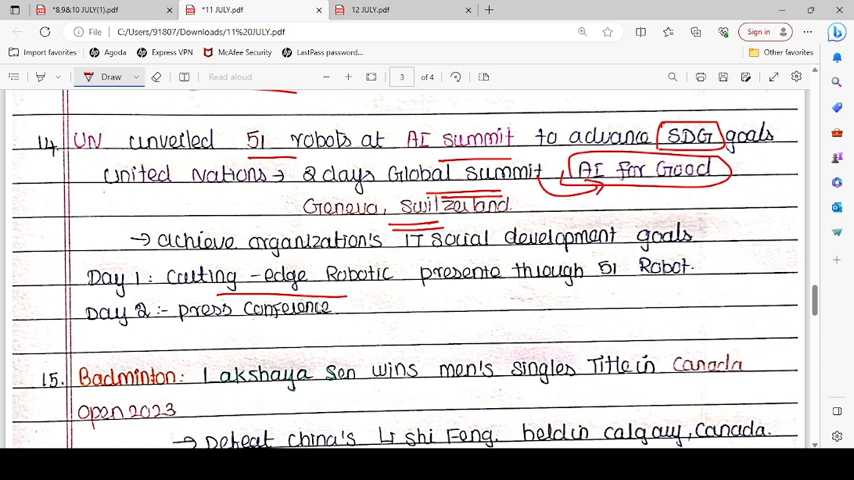 *8,9&10 JULY(1).pdf
*11 JULY.pdf
12 JULY.pdf
File
C:/Users/91807/Downloads/11%20JULY.pdf
Sign in
Import favorites
Agoda
Express VPN
McAfee Security
LastPass password...
Other favorites
Draw
Read aloud
3
of 4
14. UN unveiled 51 robots at AI summit to advance SDG goals
United Nations → 2 days Global Summit AI for Good
Geneva, Switzerland.
→ achieve organization's 17 social development goals
Day 1: Cutting-edge Robotic presente through 51 Robot.
Day 2:- press conference
15. Badminton: Lakshaya Sen wins men's singles Title in Canada
Open 2023
→ Defeat china's Li shi Feng. held in calgary, Canada.